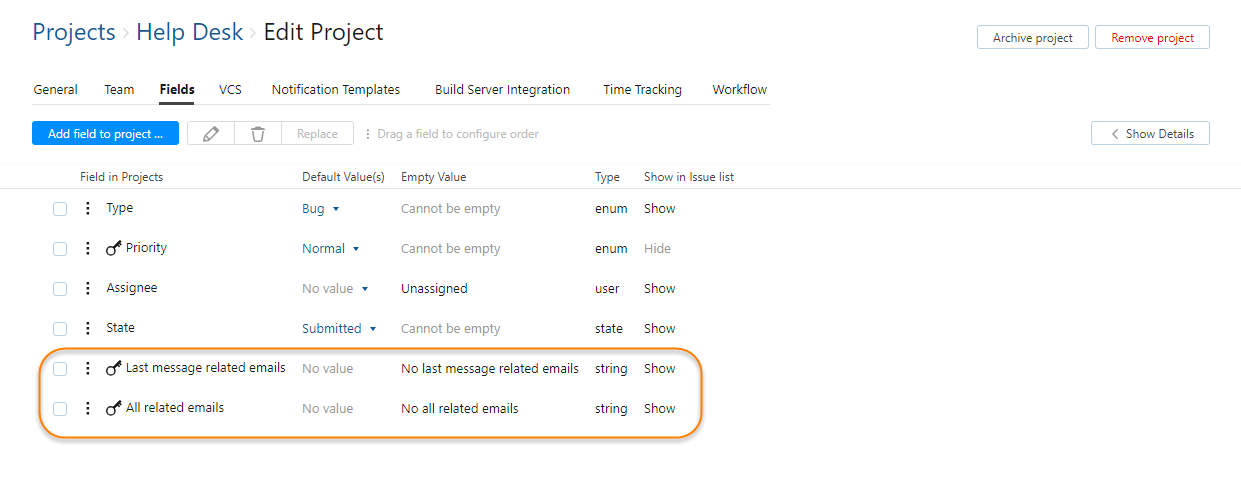 Projects › Help Desk › Edit Project
Archive project Remove project
General Team Fields VCS Notification Templates Build Server Integration Time Tracking Workflow
Add field to project ... Replace Drag a field to configure order Show Details
Field in Projects Default Value(s) Empty Value Type Show in Issue list
Type Bug Cannot be empty enum Show
Priority Normal Cannot be empty enum Hide
Assignee No value Unassigned user Show
State Submitted Cannot be empty state Show
Last message related emails No value No last message related emails string Show
All related emails No value No all related emails string Show